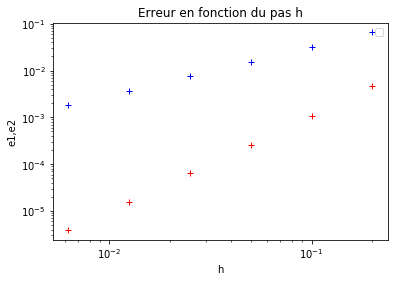 Erreur en fonction du pas h
10⁻¹
10⁻²
10⁻³
10⁻⁴
10⁻⁵
e1,e2
10⁻² 10⁻¹
h